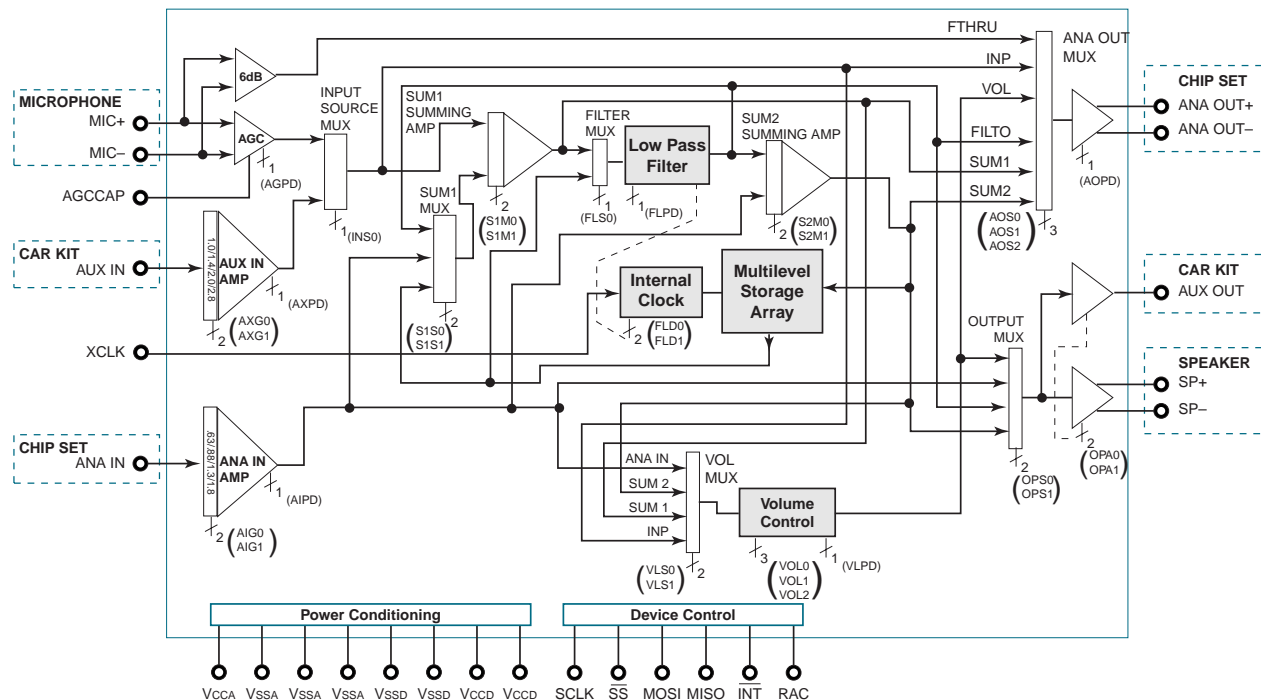 FTHRU
ANA OUT
MUX
6dB
INP
CHIP SET
MICROPHONE
MIC+
MIC–
INPUT
SOURCE
MUX
SUM1
SUMMING
AMP
VOL
ANA OUT+
ANA OUT–
AGC
1
(AGPD)
FILTER
MUX
Low Pass
Filter
SUM2
SUMMING AMP
FILTO
SUM1
SUM2
1
(AOPD)
AGCCAP
1
(INS0)
SUM1
MUX
2
(S1M0
S1M1)
1
(FLS0)
1
(FLPD)
2
(S2M0
S2M1)
(AOS0
AOS1
AOS2)
3
CAR KIT
AUX IN
1.0/1.4/2.0/2.8
AUX IN
AMP
1
(AXPD)
2
(AXG0
AXG1)
2
(S1S0
S1S1)
Internal
Clock
2
(FLD0
FLD1)
Multilevel
Storage
Array
CAR KIT
AUX OUT
OUTPUT
MUX
XCLK
SPEAKER
SP+
SP–
CHIP SET
ANA IN
.63/.88/1.3/1.8
ANA IN
AMP
1
(AIPD)
2
(AIG0
AIG1)
ANA IN
SUM 2
SUM 1
INP
VOL
MUX
Volume
Control
2
(OPS0
OPS1)
2
(OPA0
OPA1)
(VLS0
VLS1)
2
3
(VOL0
VOL1
VOL2)
1
(VLPD)
Power Conditioning
Device Control
VCCA VSSA VSSA VSSA VSSD VSSD VCCD VCCD SCLK SS MOSI MISO INT RAC